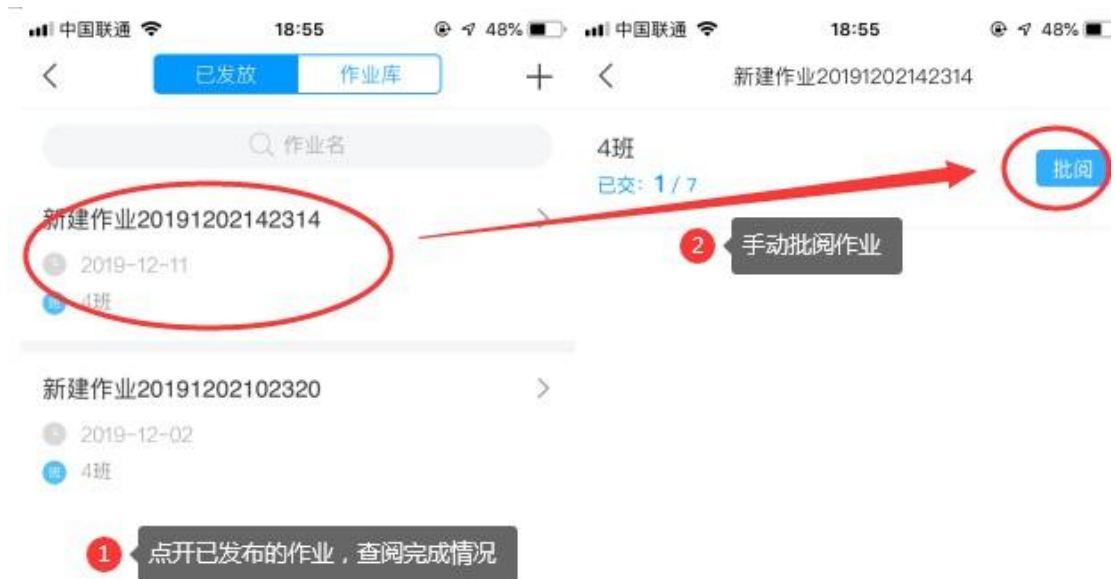 中国联通 18:55 48%
已发放 作业库
作业名
新建作业20191202142314
2019-12-11
班 4班
新建作业20191202102320
2019-12-02
班 4班
1 点开已发布的作业，查阅完成情况
中国联通 18:55 48%
新建作业20191202142314
4班
批阅
已交：1 / 7
2 手动批阅作业